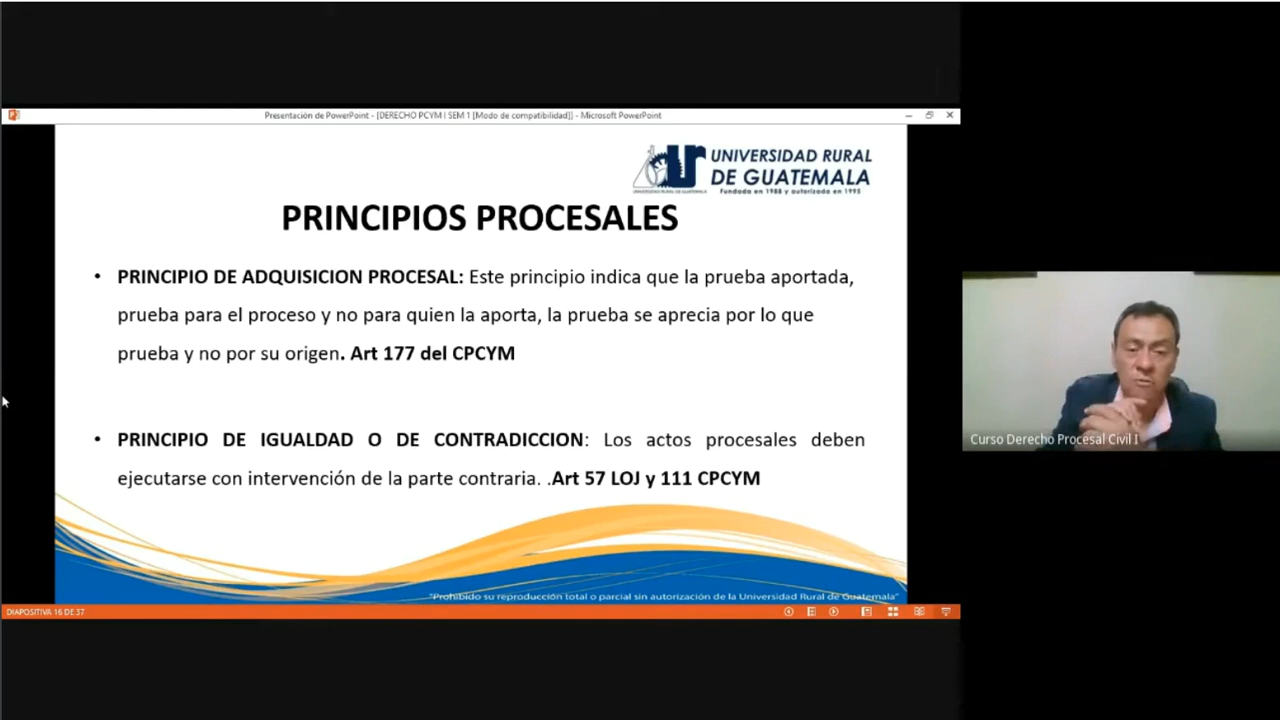 Presentación de PowerPoint - [DERECHO PCYM I SEM 1 [Modo de compatibilidad]] - Microsoft PowerPoint
UNIVERSIDAD RURAL
DE GUATEMALA
Fundada en 1988 y autorizada en 1995
UNIVERSIDAD RURAL DE GUATEMALA
PRINCIPIOS PROCESALES
• PRINCIPIO DE ADQUISICION PROCESAL: Este principio indica que la prueba aportada,
prueba para el proceso y no para quien la aporta, la prueba se aprecia por lo que
prueba y no por su origen. Art 177 del CPCYM
• PRINCIPIO DE IGUALDAD O DE CONTRADICCION: Los actos procesales deben
ejecutarse con intervención de la parte contraria. .Art 57 LOJ y 111 CPCYM
"Prohibido su reproducción total o parcial sin autorización de la Universidad Rural de Guatemala"
DIAPOSITIVA 16 DE 37
Curso Derecho Procesal Civil I